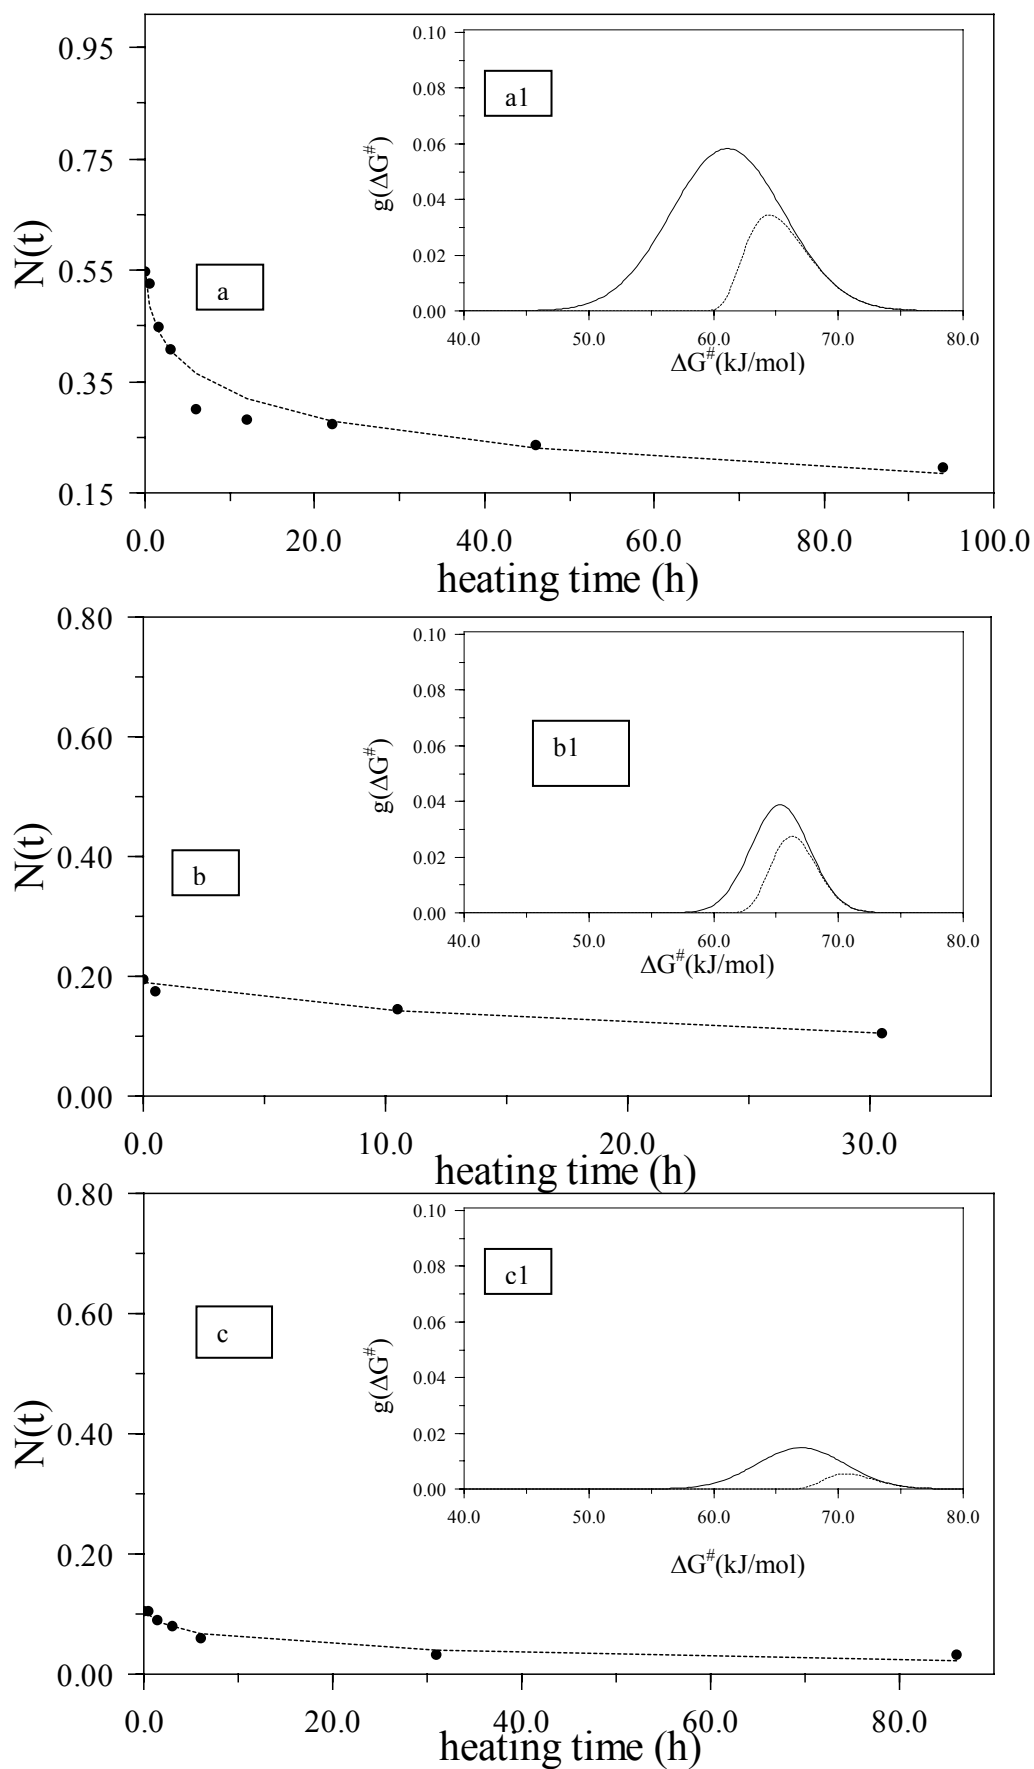 0.95
0.75
0.55
0.35
0.15
N(t)
a
0.0 20.0 40.0 60.0 80.0 100.0
heating time (h)
0.10
0.08
0.06
0.04
0.02
0.00
g(ΔG#)
a1
40.0 50.0 60.0 70.0 80.0
ΔG#(kJ/mol)
0.80
0.60
0.40
0.20
0.00
N(t)
b
0.0 10.0 20.0 30.0
heating time (h)
0.10
0.08
0.06
0.04
0.02
0.00
g(ΔG#)
b1
40.0 50.0 60.0 70.0 80.0
ΔG#(kJ/mol)
0.80
0.60
0.40
0.20
0.00
N(t)
c
0.0 20.0 40.0 60.0 80.0
heating time (h)
0.10
0.08
0.06
0.04
0.02
0.00
g(ΔG#)
c1
40.0 50.0 60.0 70.0 80.0
ΔG#(kJ/mol)